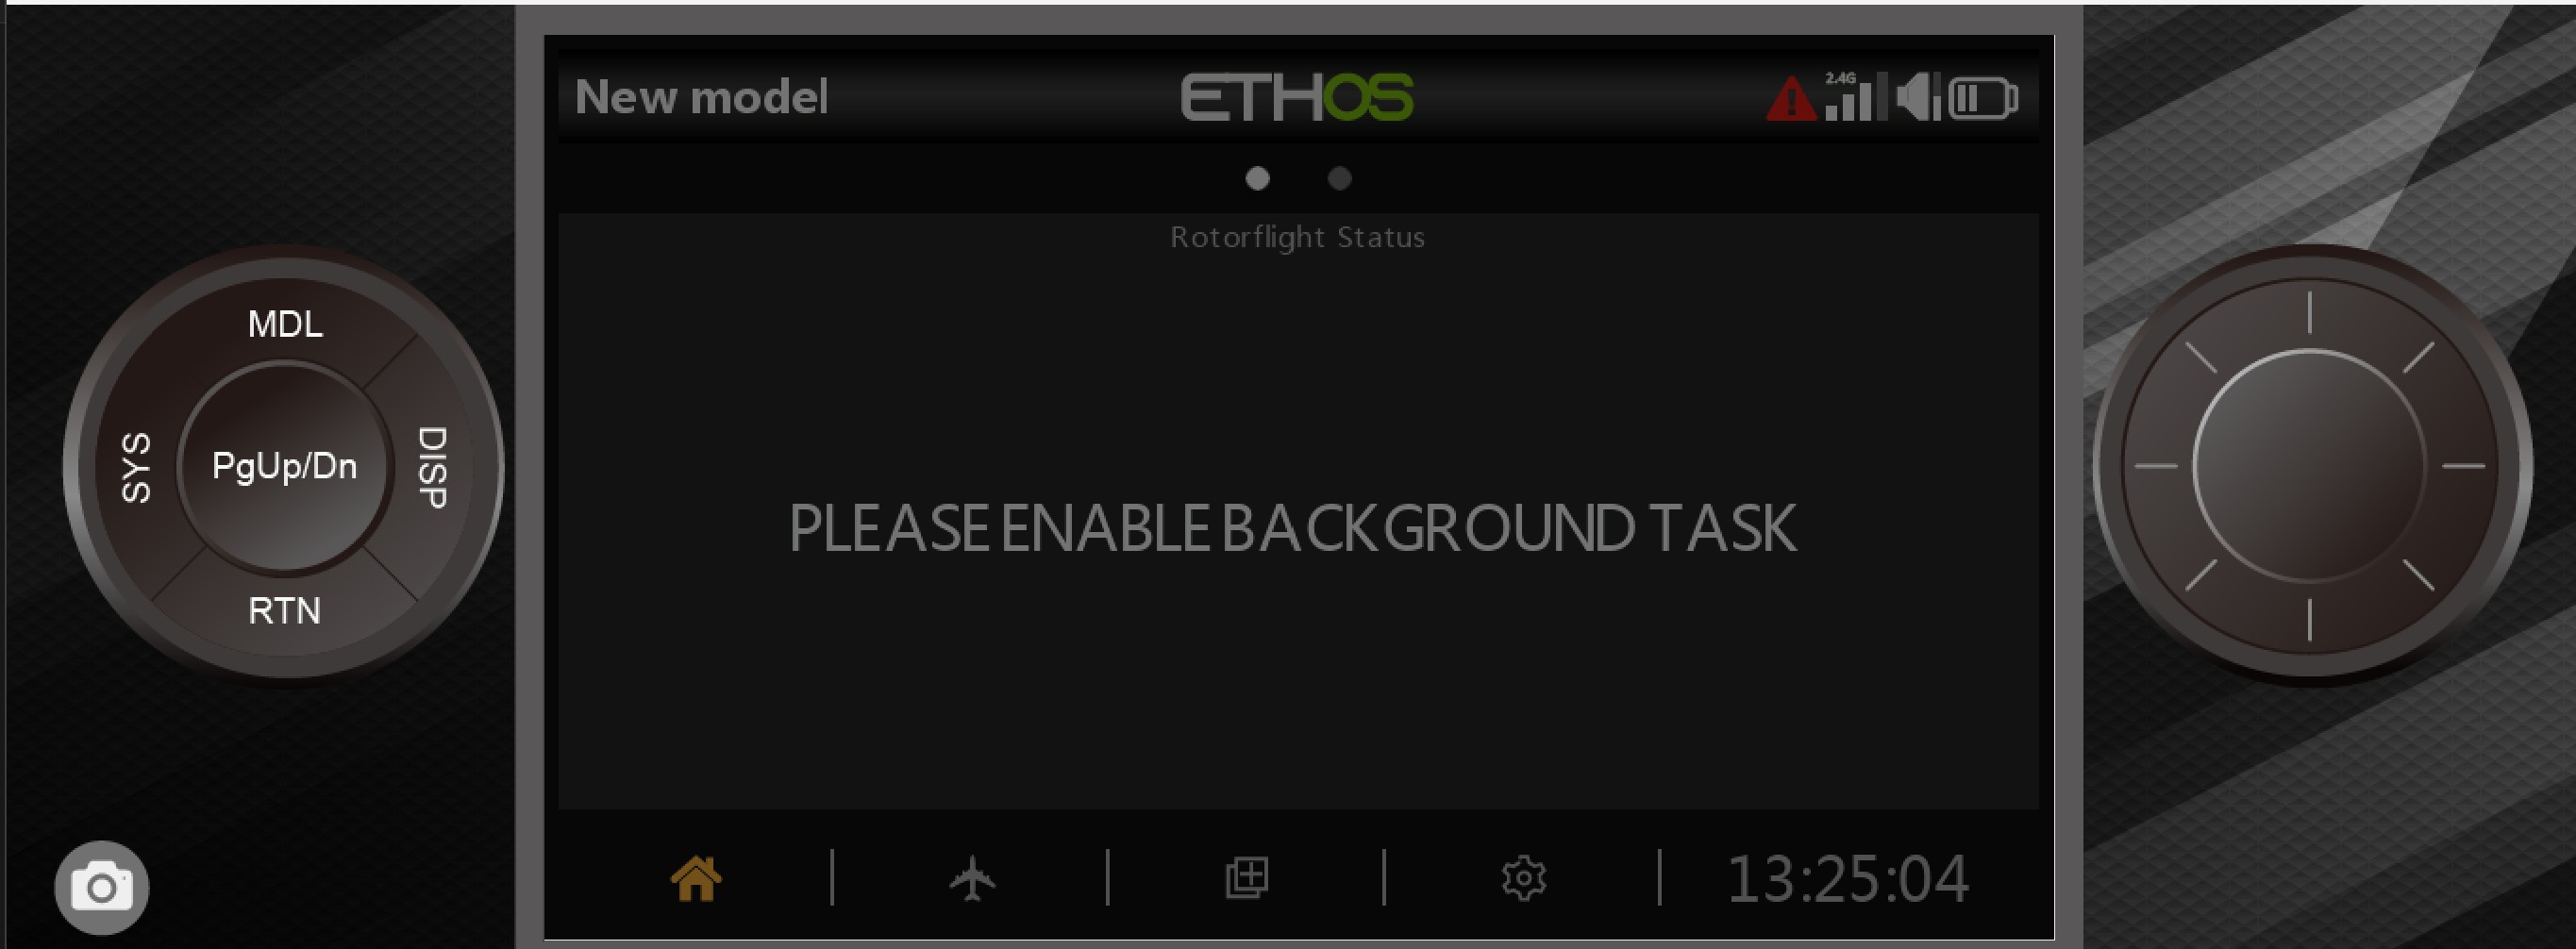 New model
ETHOS
2.4G
Rotorflight Status
MDL
SYS
PgUp/Dn
DISP
RTN
PLEASE ENABLE BACKGROUND TASK
13:25:04